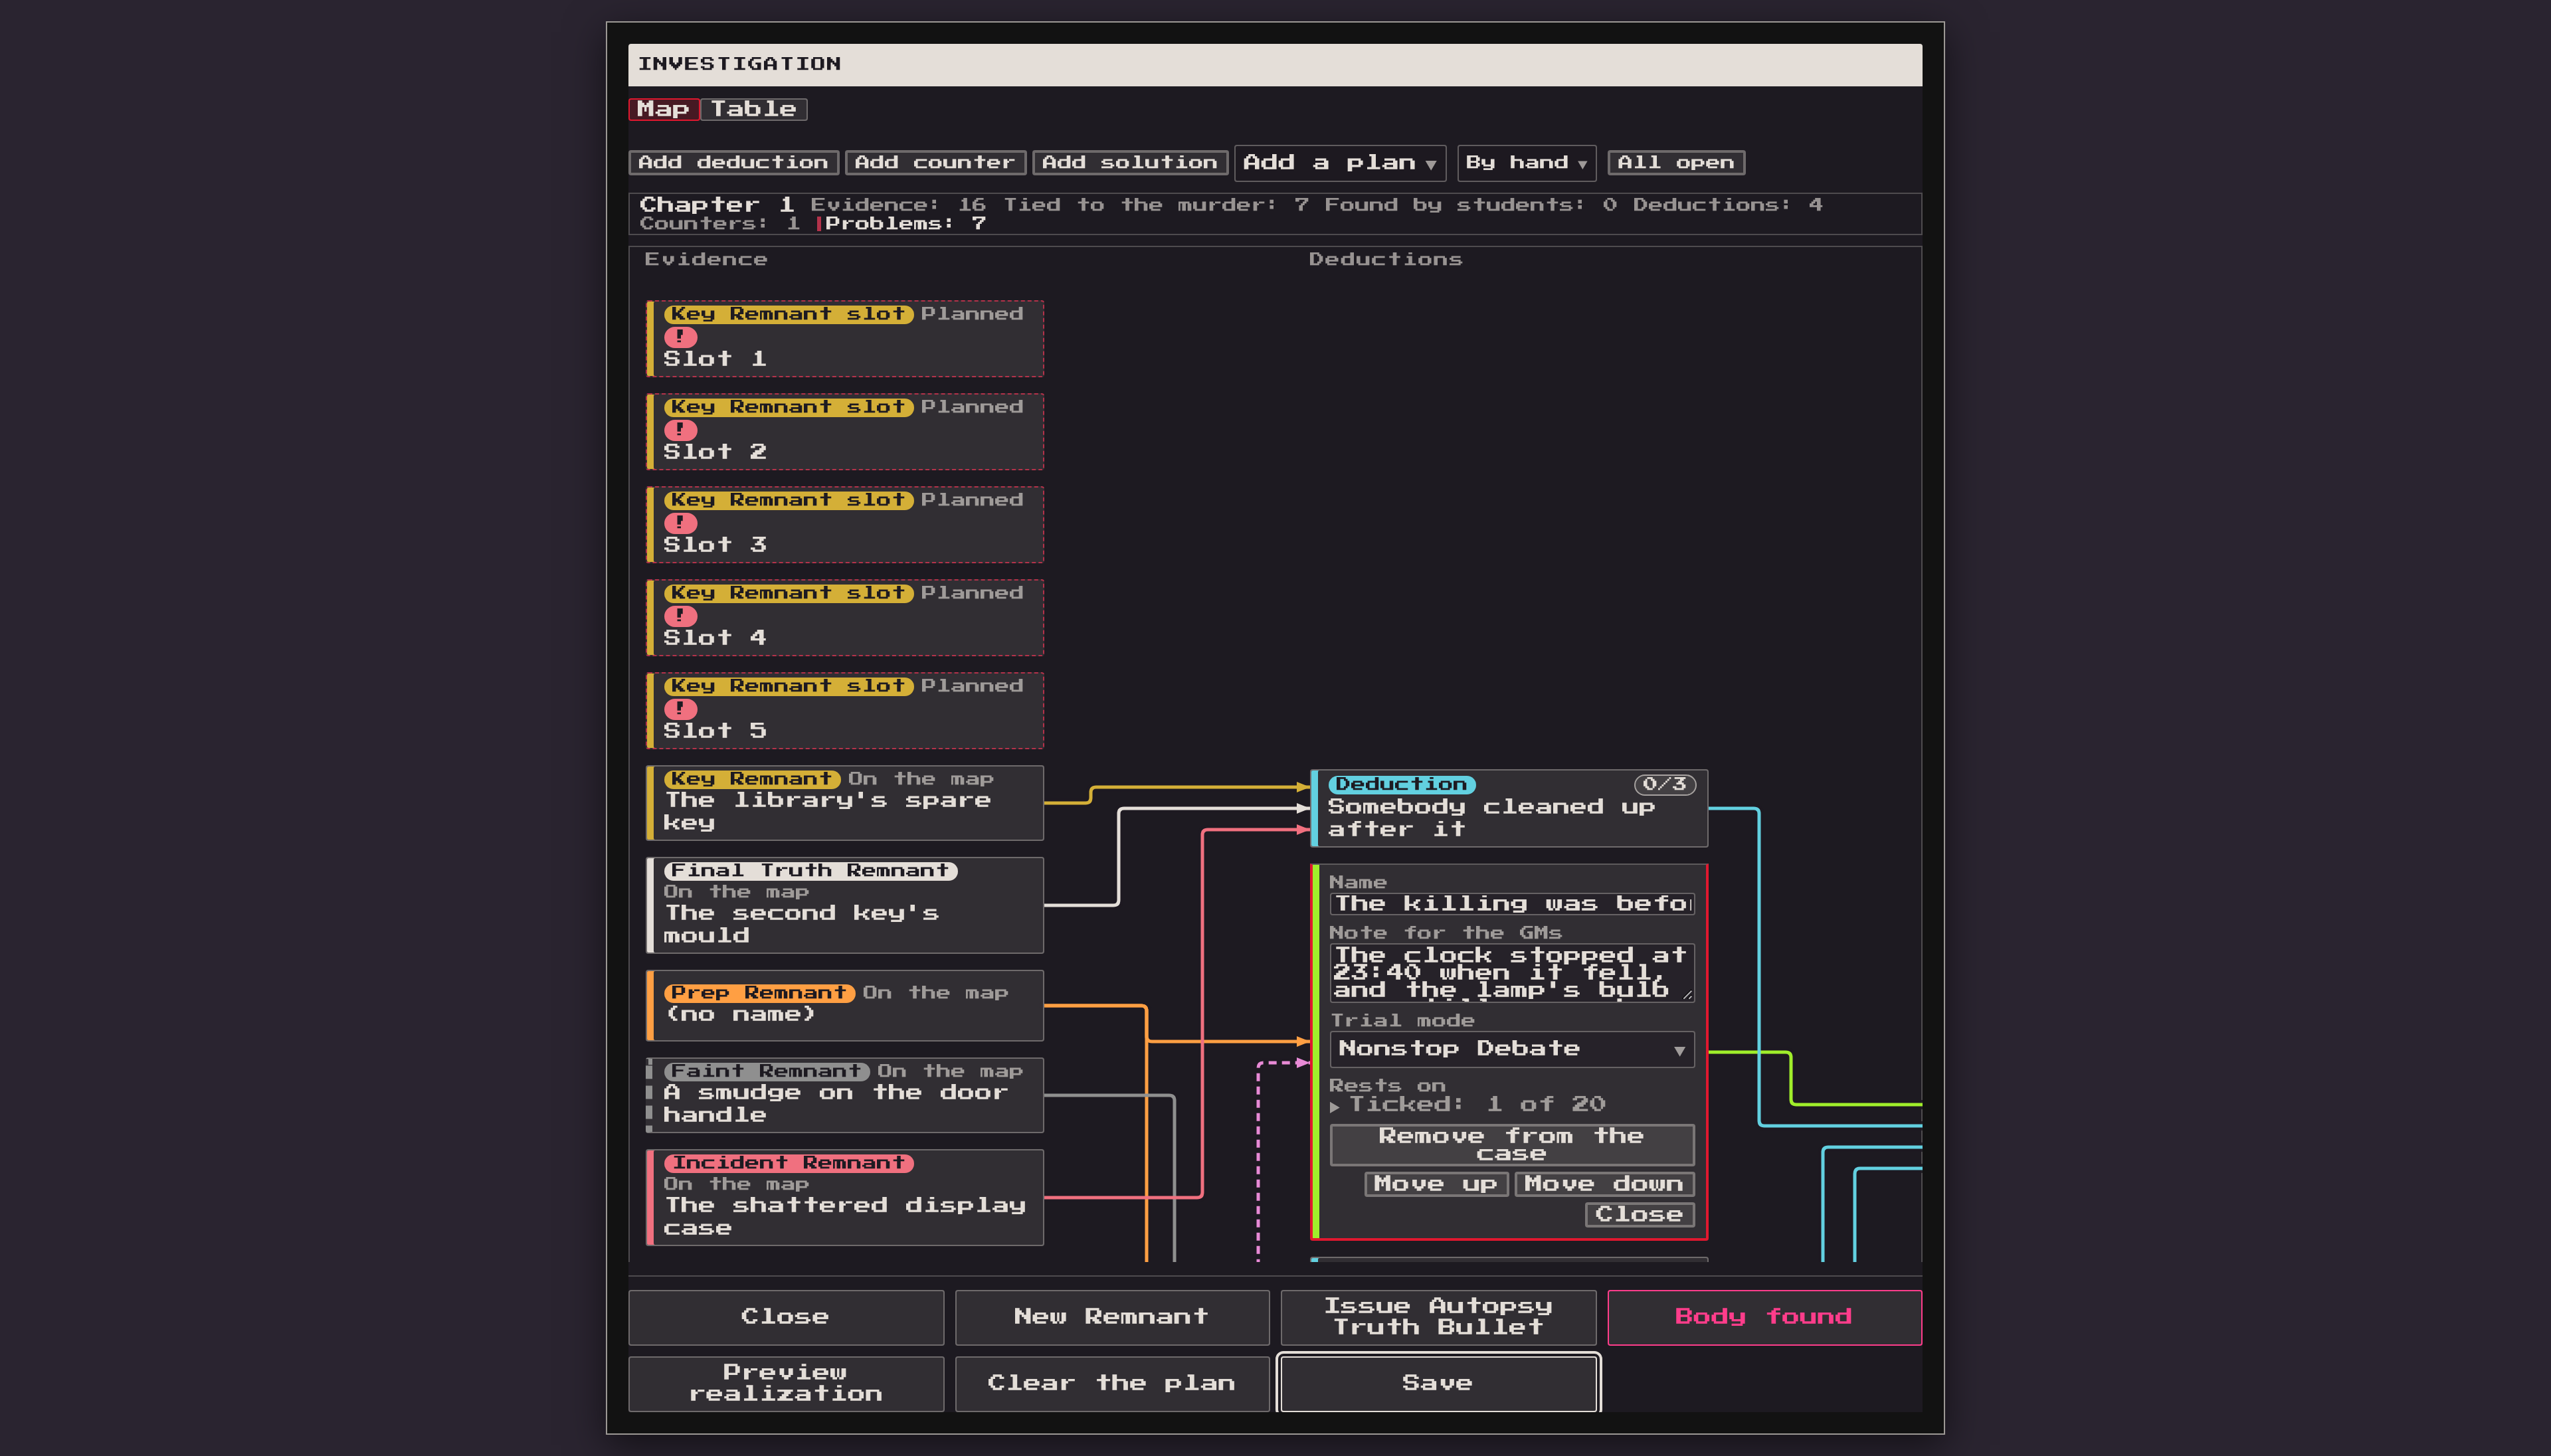 INVESTIGATION
Map Table
Add deduction Add counter Add solution Add a plan By hand All open
Chapter 1 Evidence: 16 Tied to the murder: 7 Found by students: 0 Deductions: 4
Counters: 1 Problems: 7
Evidence Deductions
Key Remnant slot Planned
!
Slot 1
Key Remnant slot Planned
!
Slot 2
Key Remnant slot Planned
!
Slot 3
Key Remnant slot Planned
!
Slot 4
Key Remnant slot Planned
!
Slot 5
Key Remnant On the map
The library's spare
key
Final Truth Remnant
On the map
The second key's
mould
Prep Remnant On the map
(no name)
Faint Remnant On the map
A smudge on the door
handle
Incident Remnant
On the map
The shattered display
case
Deduction 0/3
Somebody cleaned up
after it
Name
The killing was befo
Note for the GMs
The clock stopped at
23:40 when it fell,
and the lamp's bulb
Trial mode
Nonstop Debate
Rests on
Ticked: 1 of 20
Remove from the
case
Move up Move down
Close
Close New Remnant Issue Autopsy
Truth Bullet Body found
Preview
realization Clear the plan Save